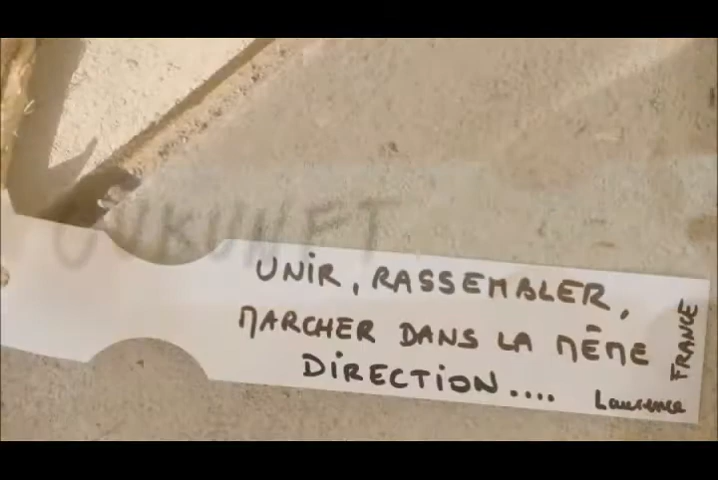 UNIR, RASSEMBLER,
MARCHER DANS LA MÊME
DIRECTION....
Laurence
FRANCE